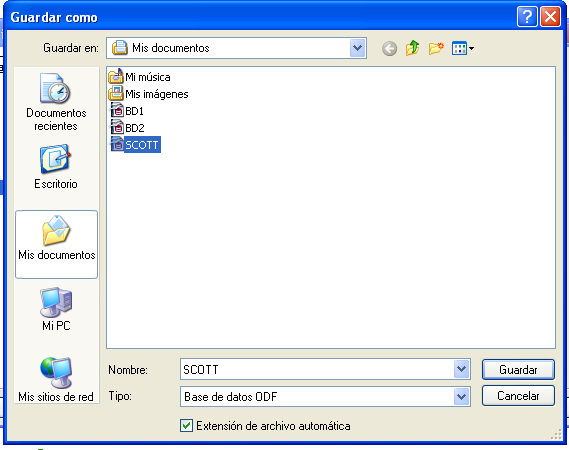 Guardar como
Guardar en:
Mis documentos
Documentos
recientes
Escritorio
Mis documentos
Mi PC
Mis sitios de red
Mi música
Mis imágenes
BD1
BD2
SCOTT
Nombre:
SCOTT
Guardar
Tipo:
Base de datos ODF
Cancelar
Extensión de archivo automática